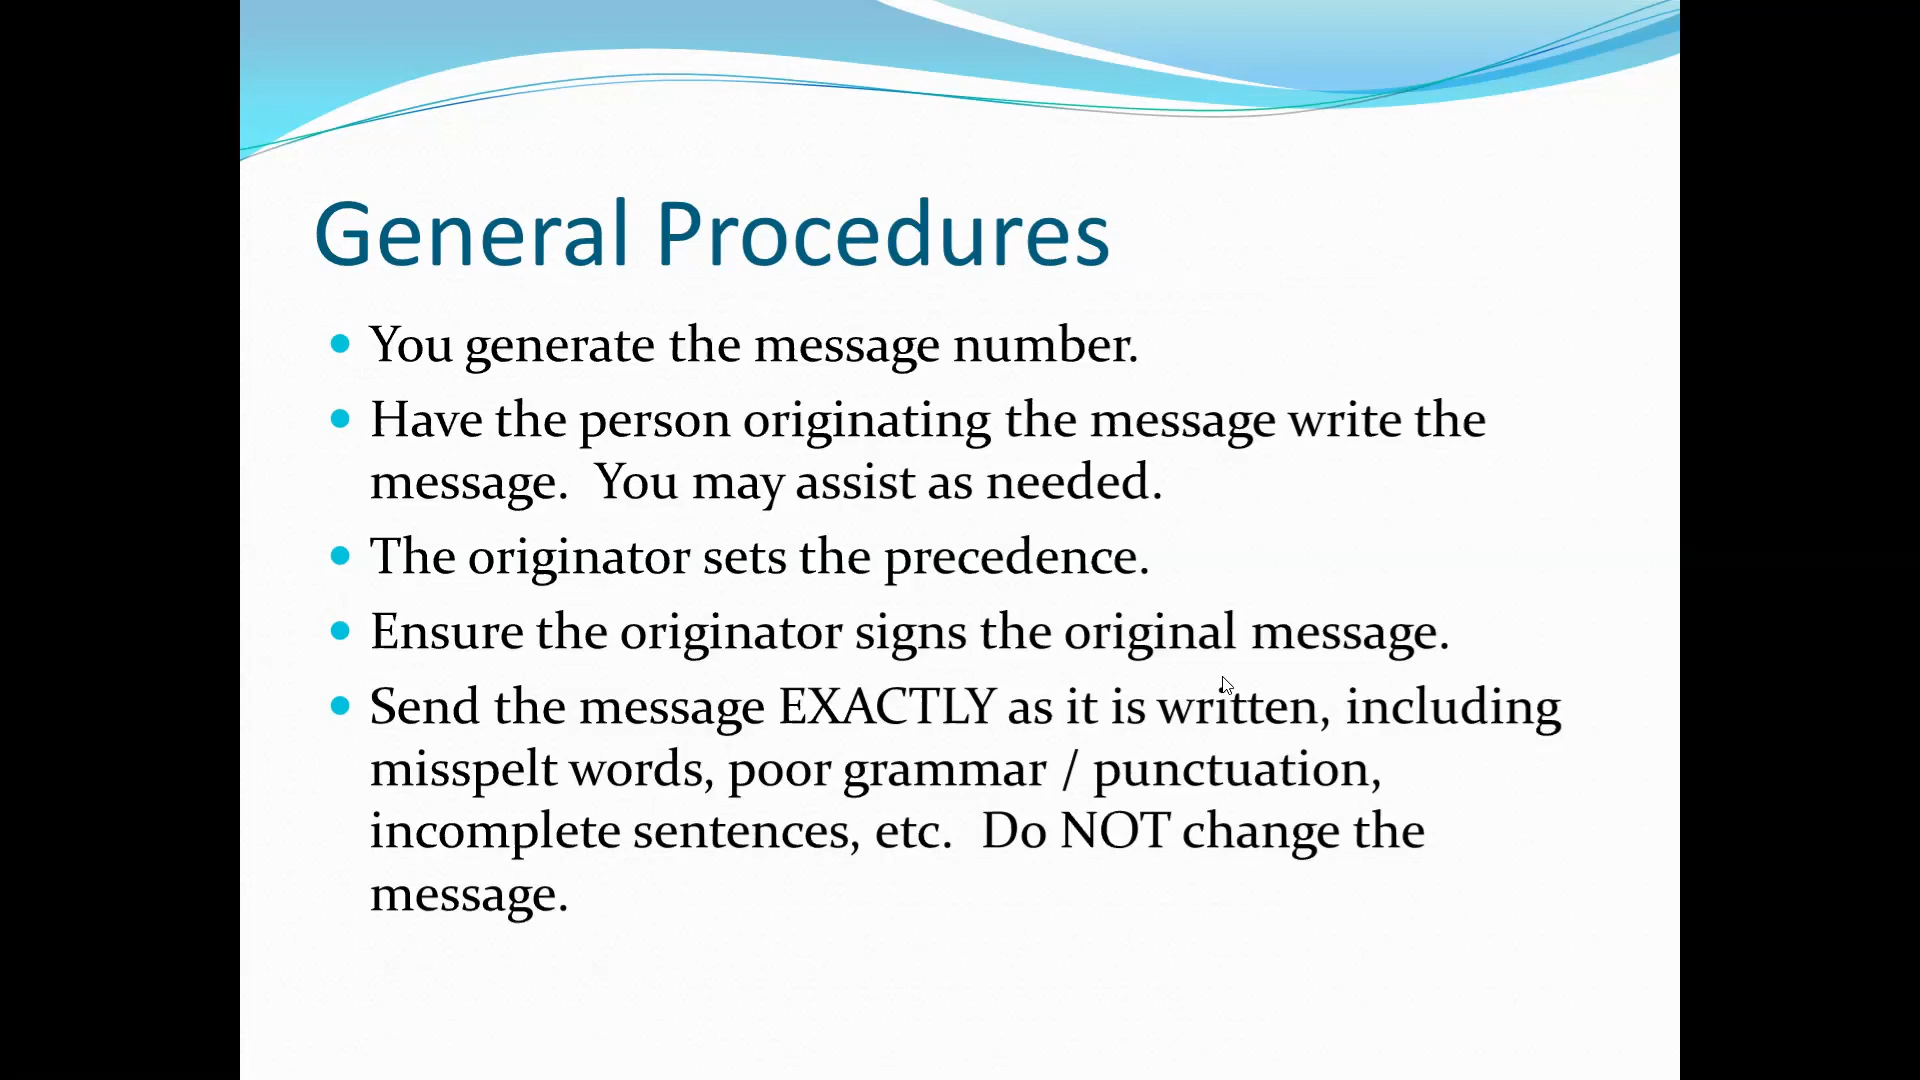 General Procedures
You generate the message number.
Have the person originating the message write the
message.  You may assist as needed.
The originator sets the precedence.
Ensure the originator signs the original message.
Send the message EXACTLY as it is written, including
misspelt words, poor grammar / punctuation,
incomplete sentences, etc.  Do NOT change the
message.